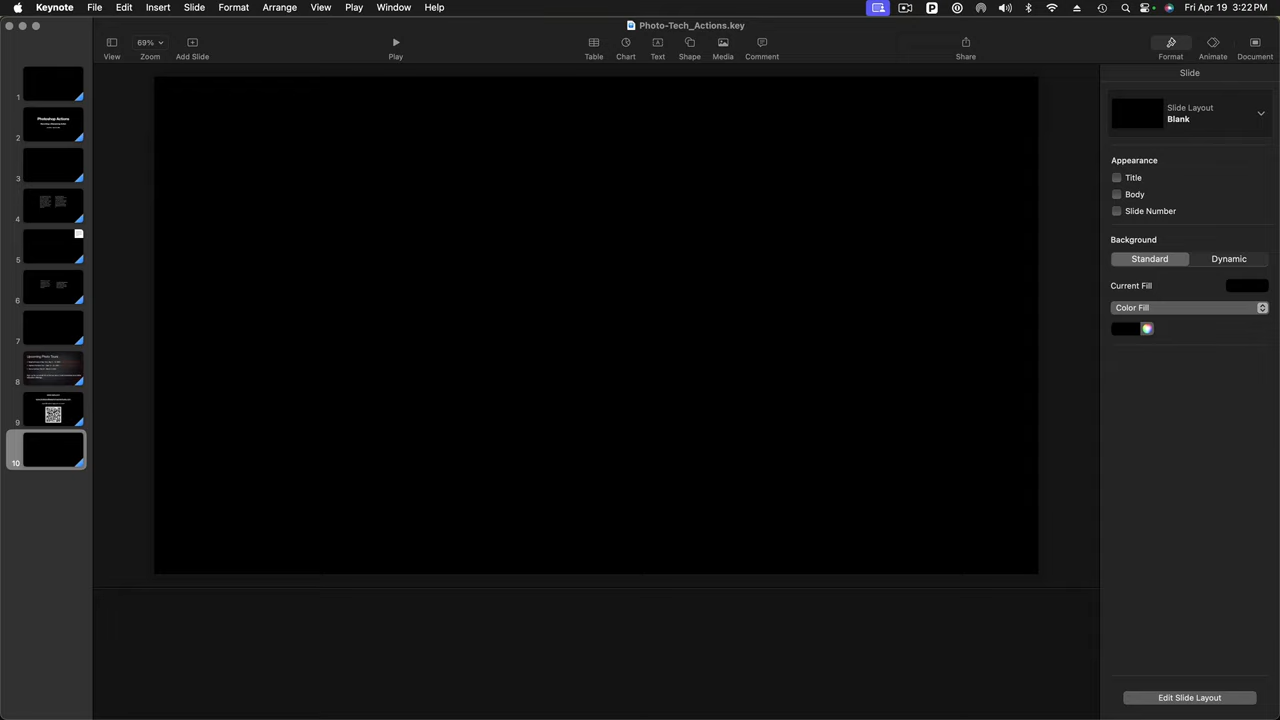 Keynote File Edit Insert Slide Format Arrange View Play Window Help Fri Apr 19 3:22 PM
Photo-Tech_Actions.key
69%
View Zoom Add Slide Play Table Chart Text Shape Media Comment Share Format Animate Document
Slide
Slide Layout
Blank
Appearance
Title
Body
Slide Number
Background
Standard Dynamic
Current Fill
Color Fill
Edit Slide Layout
1
Photoshop Actions
2
3
4
5
6
7
Upcoming Photo Topics
8
9
10